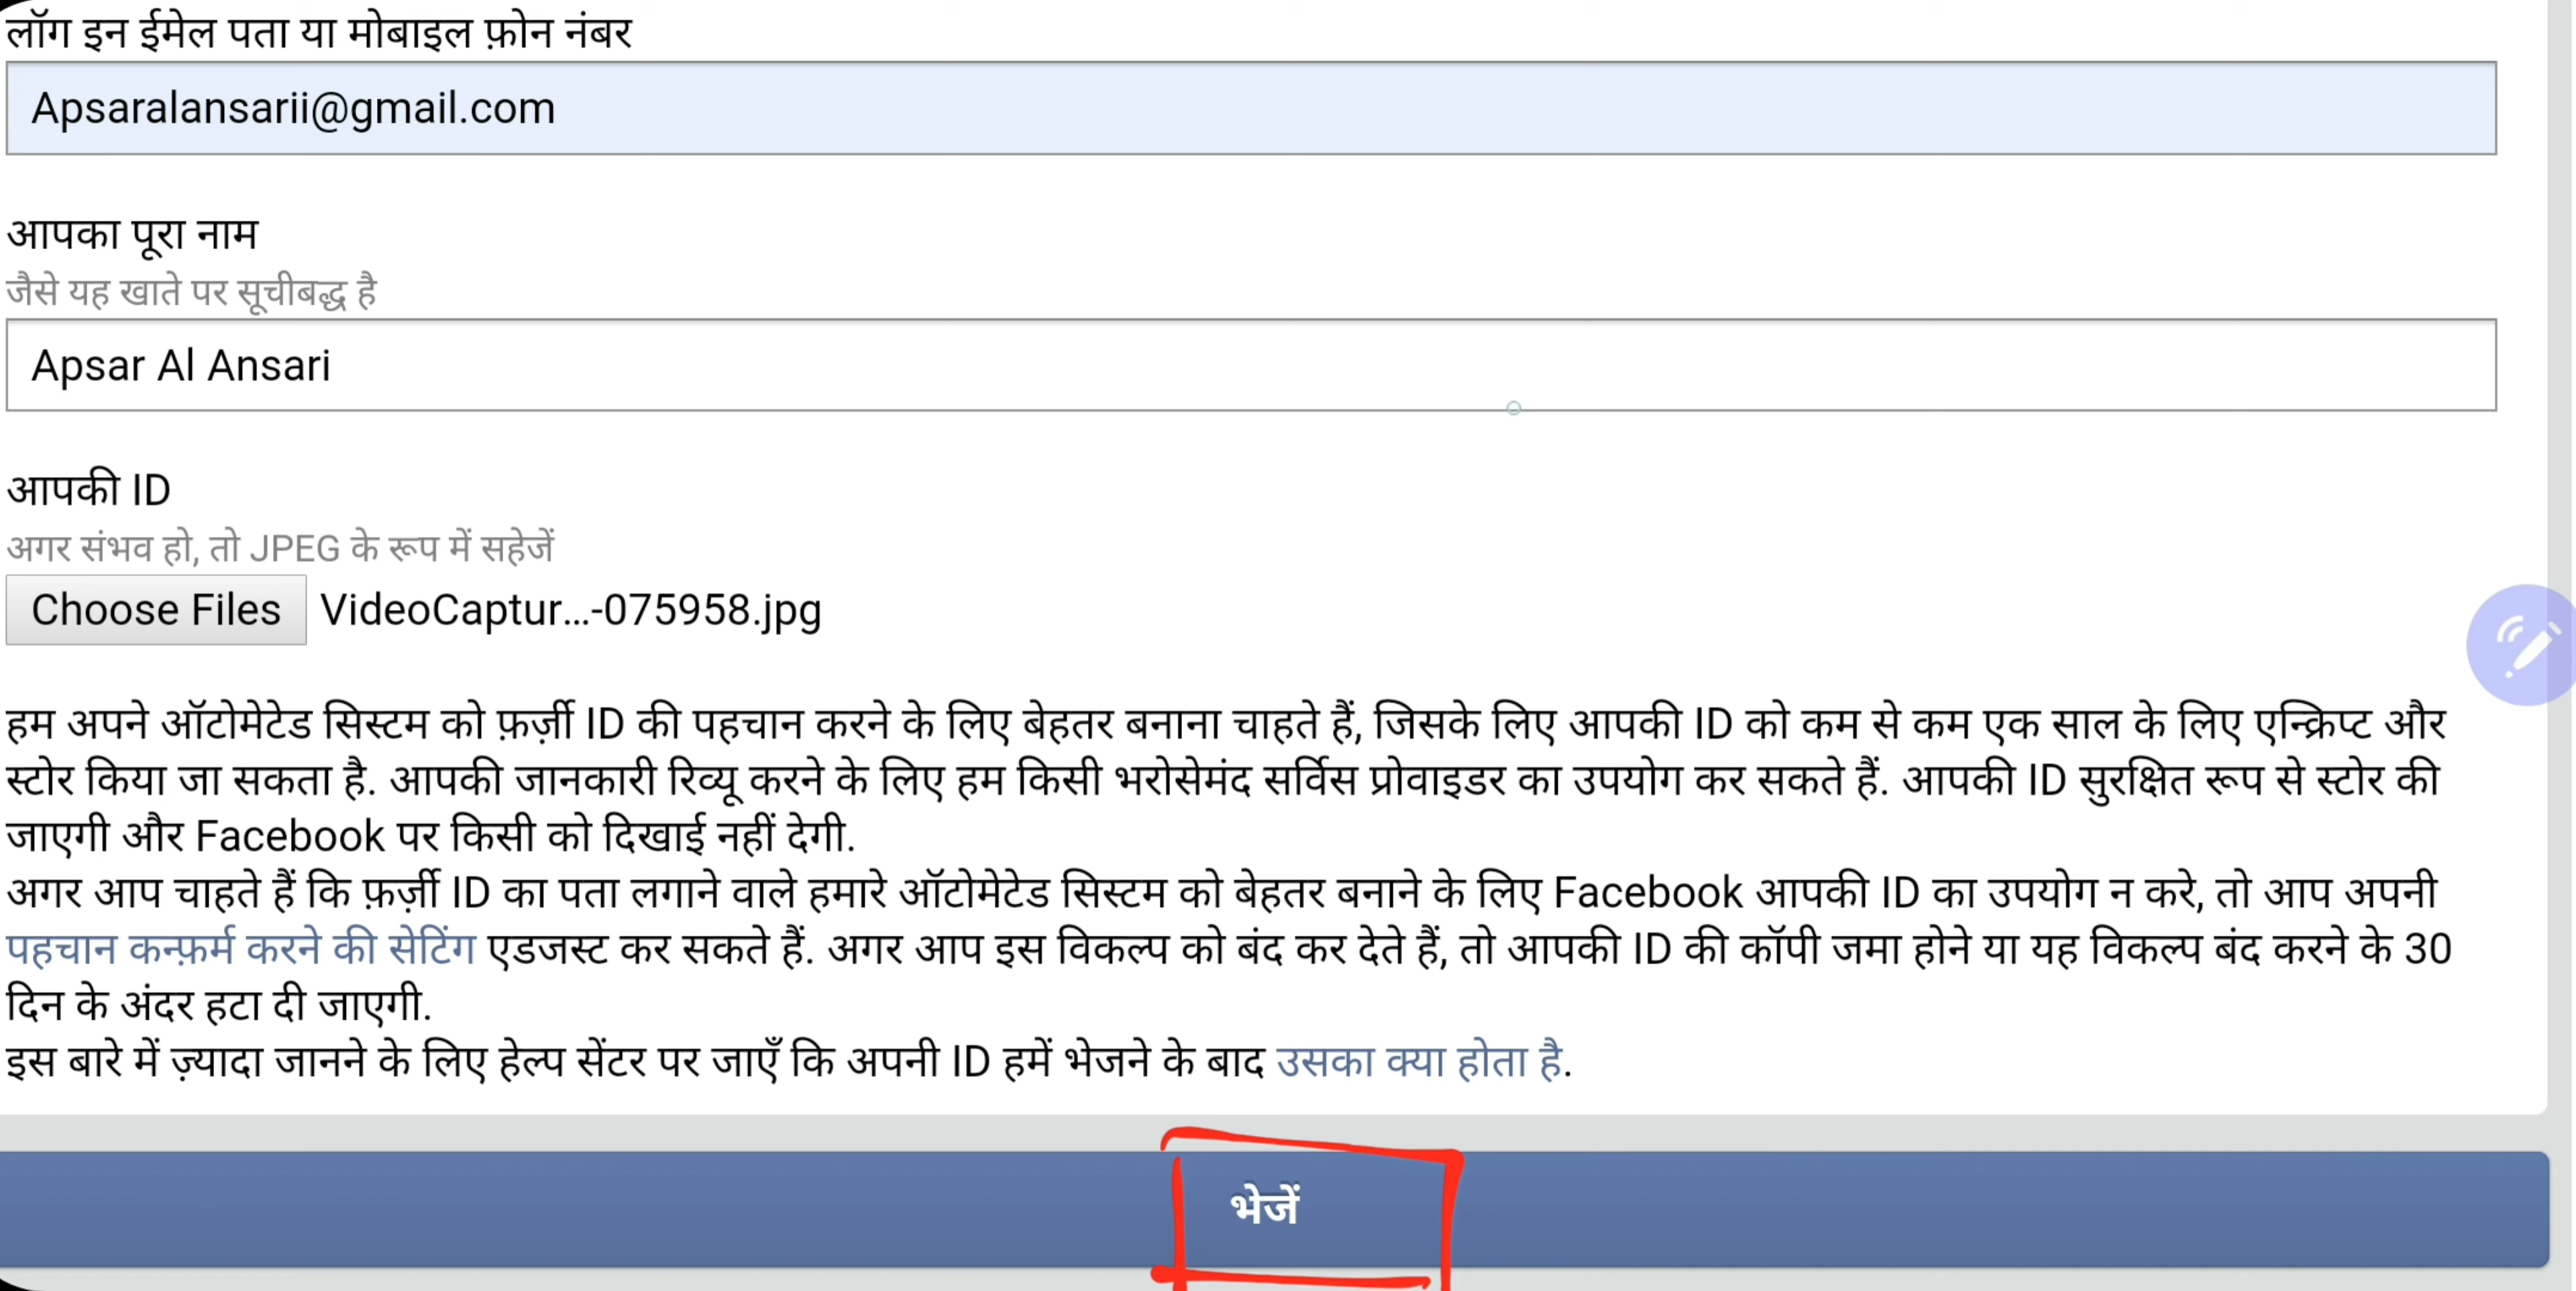 लॉग इन ईमेल पता या मोबाइल फ़ोन नंबर
Apsaralansarii@gmail.com
आपका पूरा नाम
जैसे यह खाते पर सूचीबद्ध है
Apsar Al Ansari
आपकी ID
अगर संभव हो, तो JPEG के रूप में सहेजें
Choose Files VideoCaptur...-075958.jpg
हम अपने ऑटोमेटेड सिस्टम को फ़र्ज़ी ID की पहचान करने के लिए बेहतर बनाना चाहते हैं, जिसके लिए आपकी ID को कम से कम एक साल के लिए एन्क्रिप्ट और
स्टोर किया जा सकता है. आपकी जानकारी रिव्यू करने के लिए हम किसी भरोसेमंद सर्विस प्रोवाइडर का उपयोग कर सकते हैं. आपकी ID सुरक्षित रूप से स्टोर की
जाएगी और Facebook पर किसी को दिखाई नहीं देगी.
अगर आप चाहते हैं कि फ़र्ज़ी ID का पता लगाने वाले हमारे ऑटोमेटेड सिस्टम को बेहतर बनाने के लिए Facebook आपकी ID का उपयोग न करे, तो आप अपनी
पहचान कन्फ़र्म करने की सेटिंग एडजस्ट कर सकते हैं. अगर आप इस विकल्प को बंद कर देते हैं, तो आपकी ID की कॉपी जमा होने या यह विकल्प बंद करने के 30
दिन के अंदर हटा दी जाएगी.
इस बारे में ज़्यादा जानने के लिए हेल्प सेंटर पर जाएँ कि अपनी ID हमें भेजने के बाद उसका क्या होता है.
भेजें